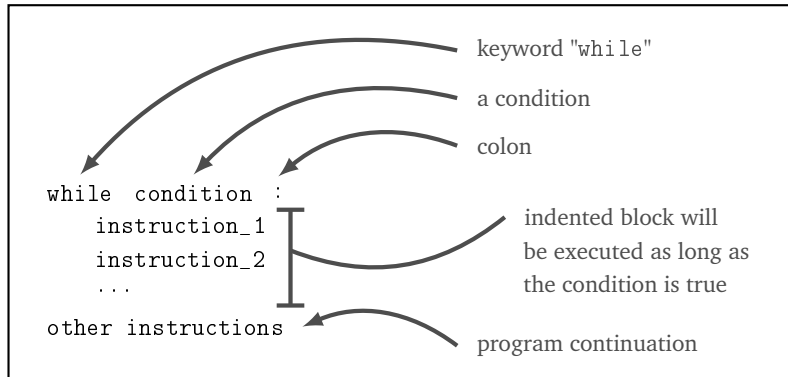 keyword "while"
a condition
colon
while condition :
instruction_1
instruction_2
...
other instructions
indented block will
be executed as long as
the condition is true
program continuation